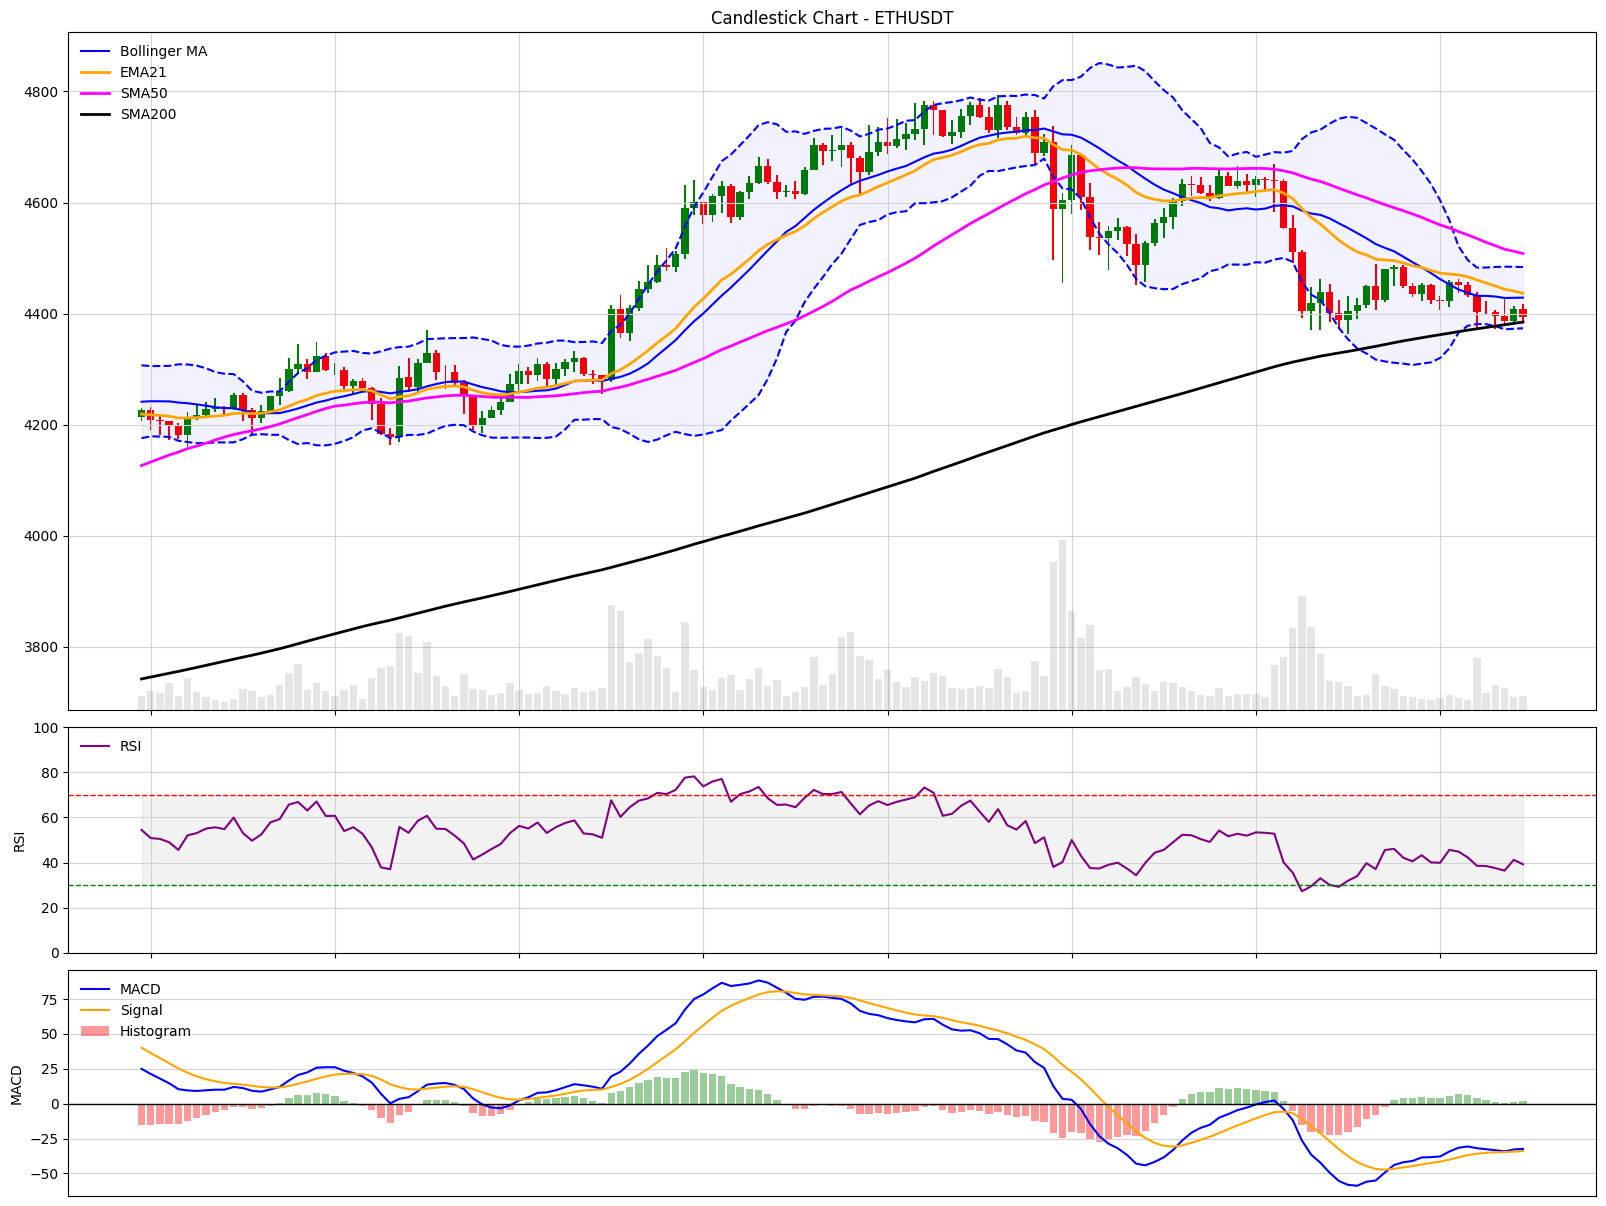 Candlestick Chart - ETHUSDT
Bollinger MA
EMA21
SMA50
SMA200
4800
4600
4400
4200
4000
3800
100
80
60
40
20
0
RSI
RSI
75
50
25
0
−25
−50
MACD
MACD
Signal
Histogram